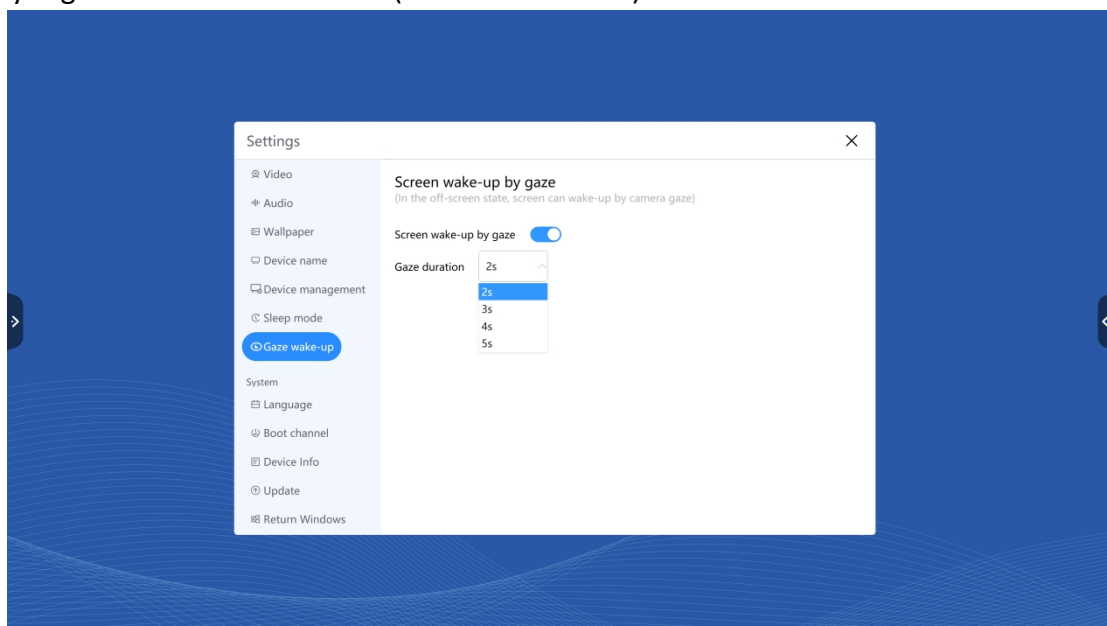 Settings
Video
Audio
Wallpaper
Device name
Device management
Sleep mode
Gaze wake-up
System
Language
Boot channel
Device Info
Update
Return Windows
Screen wake-up by gaze
(In the off-screen state, screen can wake-up by camera gaze)
Screen wake-up by gaze
Gaze duration 2s
2s
3s
4s
5s